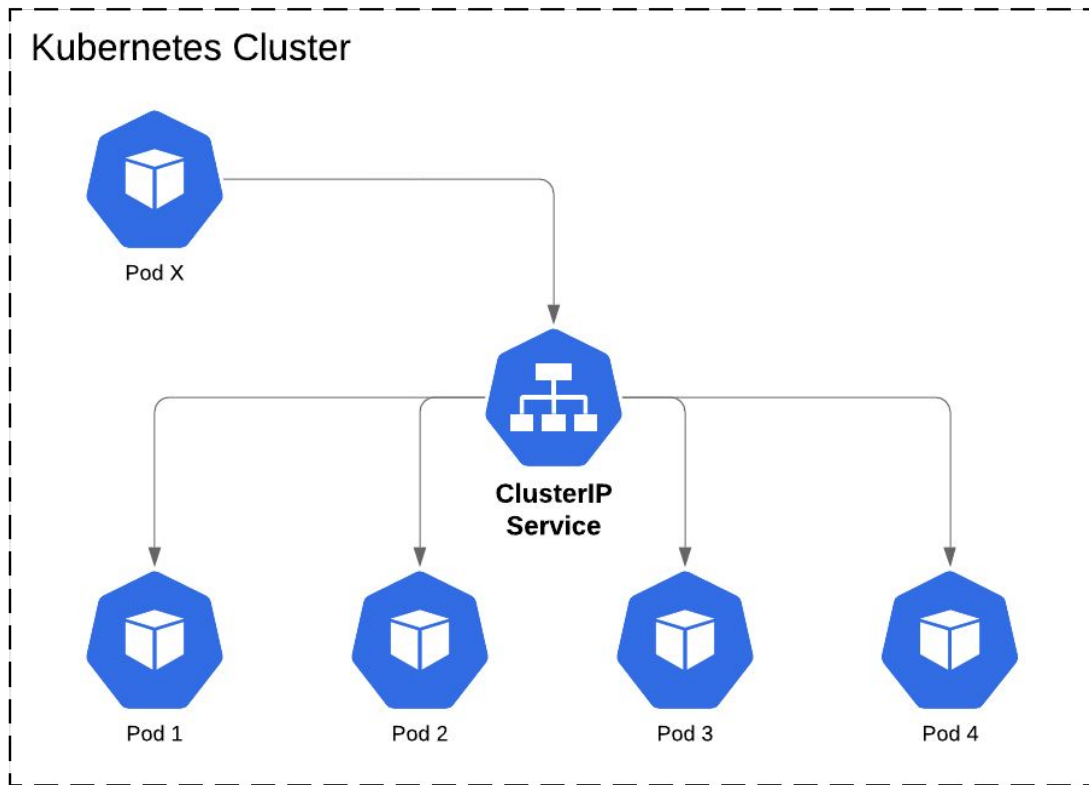 Kubernetes Cluster
Pod X
ClusterIP
Service
Pod 1
Pod 2
Pod 3
Pod 4